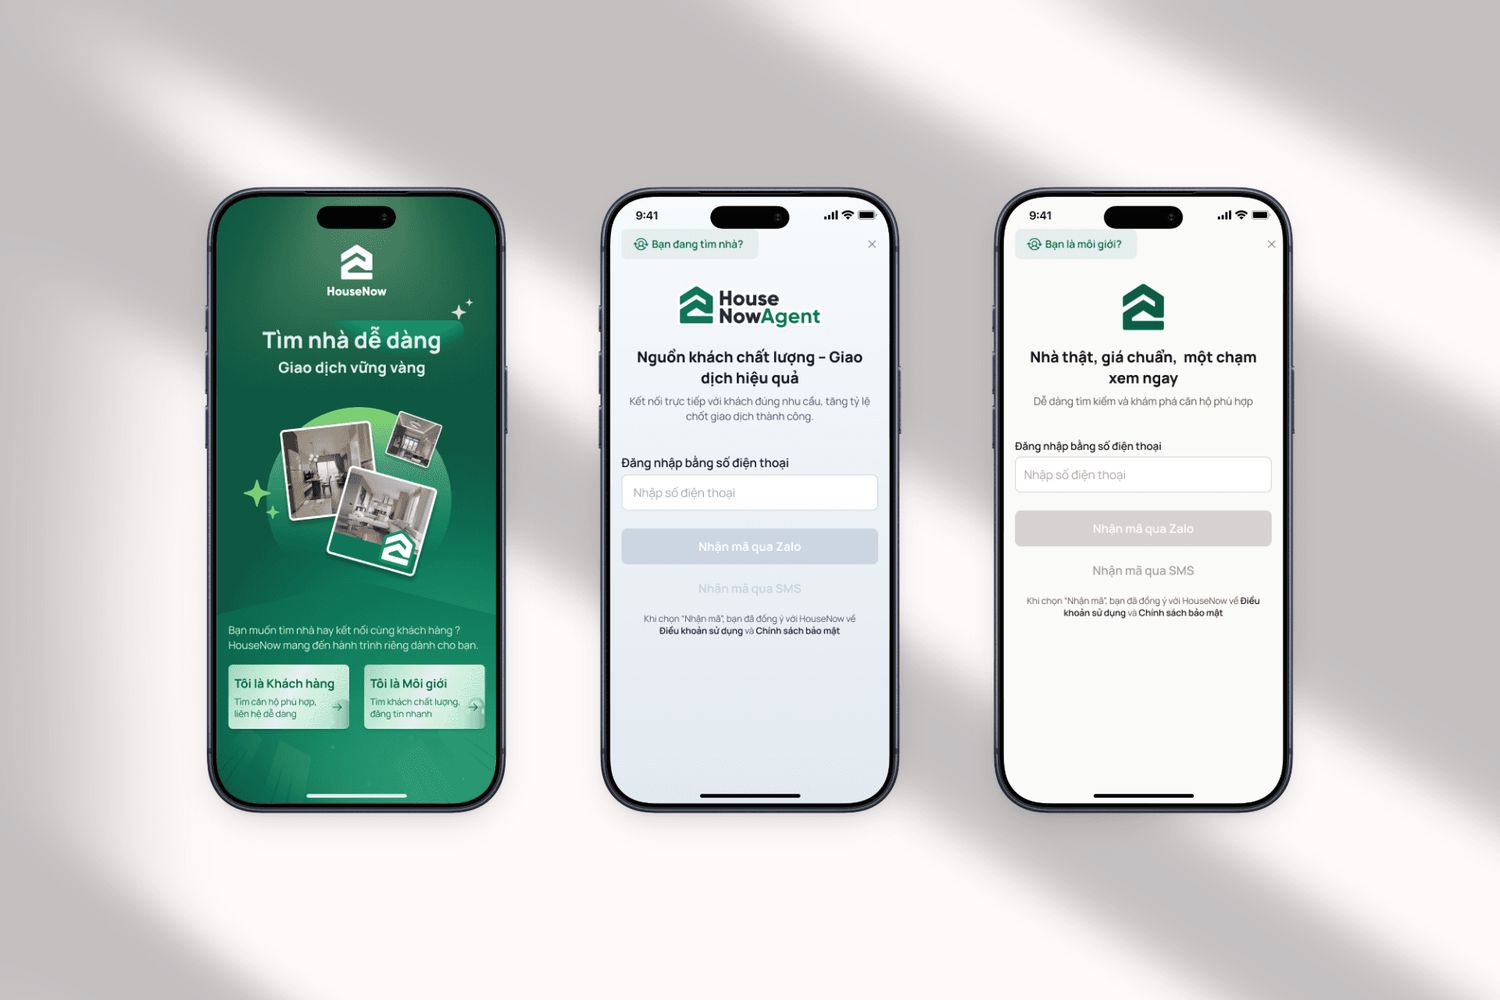 HouseNow
Tìm nhà dễ dàng
Giao dịch vững vàng
Bạn muốn tìm nhà hay kết nối cùng khách hàng ?
HouseNow mang đến hành trình riêng dành cho bạn.
Tôi là Khách hàng
Tìm căn hộ phù hợp,
liên hệ dễ dàng
Tôi là Môi giới
Tìm khách chất lượng,
đăng tin nhanh
9:41
Bạn đang tìm nhà?
House
NowAgent
Nguồn khách chất lượng – Giao
dịch hiệu quả
Kết nối trực tiếp với khách đúng nhu cầu, tăng tỷ lệ
chốt giao dịch thành công.
Đăng nhập bằng số điện thoại
Nhập số điện thoại
Nhận mã qua Zalo
Nhận mã qua SMS
Khi chọn "Nhận mã", bạn đã đồng ý với HouseNow về
Điều khoản sử dụng và Chính sách bảo mật
9:41
Bạn là môi giới?
Nhà thật, giá chuẩn, một chạm
xem ngay
Dễ dàng tìm kiếm và khám phá căn hộ phù hợp
Đăng nhập bằng số điện thoại
Nhập số điện thoại
Nhận mã qua Zalo
Nhận mã qua SMS
Khi chọn "Nhận mã", bạn đã đồng ý với HouseNow về Điều
khoản sử dụng và Chính sách bảo mật